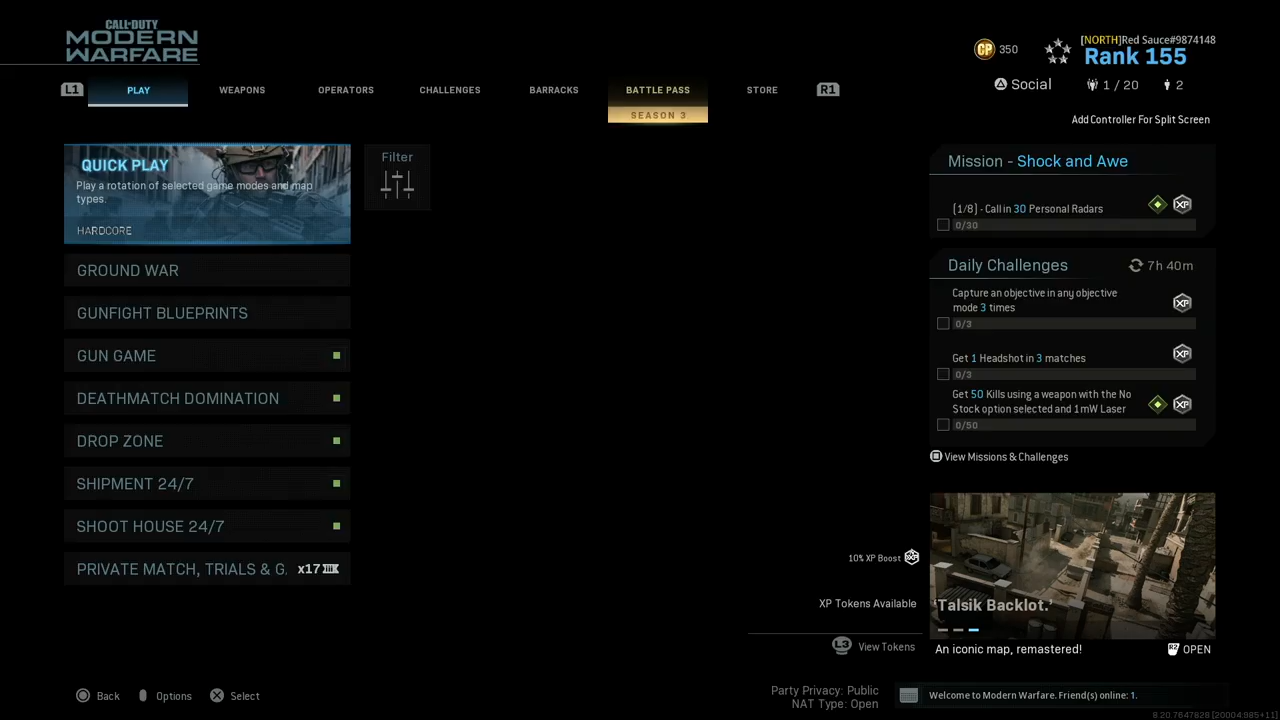 CALL OF DUTY
MODERN
WARFARE
CP 350
[NORTH]Red Sauce#9874148
Rank 155
L1
PLAY
WEAPONS
OPERATORS
CHALLENGES
BARRACKS
BATTLE PASS
SEASON 3
STORE
R1
Social
1 / 20
2
Add Controller For Split Screen
QUICK PLAY
Play a rotation of selected game modes and map
types.
HARDCORE
Filter
GROUND WAR
GUNFIGHT BLUEPRINTS
GUN GAME
DEATHMATCH DOMINATION
DROP ZONE
SHIPMENT 24/7
SHOOT HOUSE 24/7
PRIVATE MATCH, TRIALS & G.
x17
Mission - Shock and Awe
[1/8] - Call in 30 Personal Radars
XP
0/30
Daily Challenges
7h 40m
Capture an objective in any objective
mode 3 times
XP
0/3
Get 1 Headshot in 3 matches
XP
0/3
Get 50 Kills using a weapon with the No
Stock option selected and 1mW Laser
XP
0/50
View Missions & Challenges
10% XP Boost
XP Tokens Available
L3
View Tokens
'Talsik Backlot.'
An iconic map, remastered!
R2
OPEN
Back
Options
Select
Party Privacy: Public
NAT Type: Open
Welcome to Modern Warfare. Friend(s) online: 1.